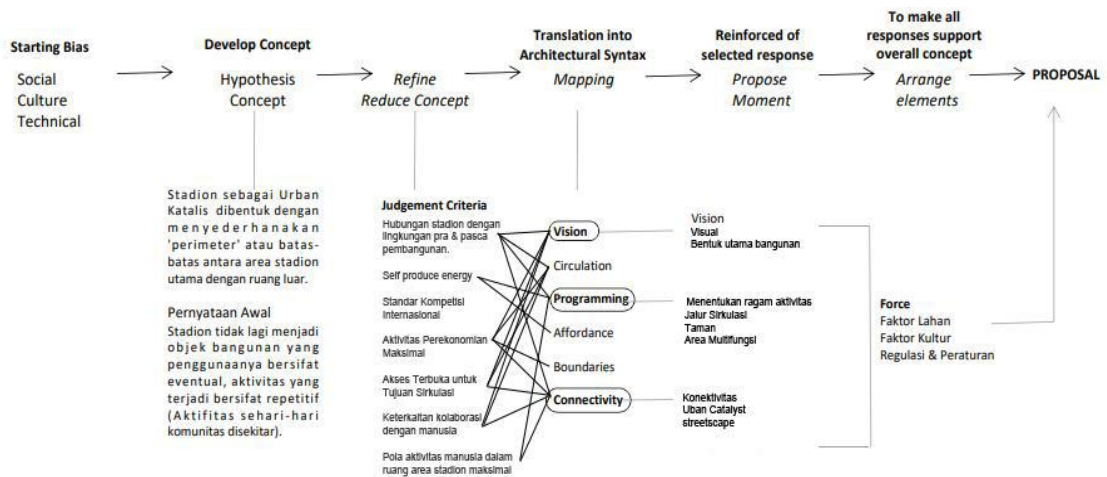 Starting Bias
Social
Culture
Technical
Develop Concept
Hypothesis
Concept
Refine
Reduce Concept
Translation into
Architectural Syntax
Mapping
Reinforced of
selected response
Propose
Moment
To make all
responses support
overall concept
Arrange
elements
PROPOSAL
Stadion sebagai Urban
Katalis dibentuk dengan
menyederhanakan
'perimeter' atau batas-
batas antara area stadion
utama dengan ruang luar.
Pernyataan Awal
Stadion tidak lagi menjadi
objek bangunan yang
penggunaanya bersifat
eventual, aktivitas yang
terjadi bersifat repetitif
(Aktifitas sehari-hari
komunitas disekitar).
Judgement Criteria
Hubungan stadion dengan
lingkungan pra & pasca
pembangunan.
Self produce energy
Standar Kompetisi
Internasional
Aktivitas Perekonomian
Maksimal
Akses Terbuka untuk
Tujuan Sirkulasi
Keterkaitan kolaborasi
dengan manusia
Pola aktivitas manusia dalam
ruang area stadion maksimal
Vision
Circulation
Programming
Affordance
Boundaries
Connectivity
Vision
Visual
Bentuk utama bangunan
Menentukan ragam aktivitas
Jalur Sirkulasi
Taman
Area Multifungsi
Konektivitas
Uban Catalyst
streetscape
Force
Faktor Lahan
Faktor Kultur
Regulasi & Peraturan